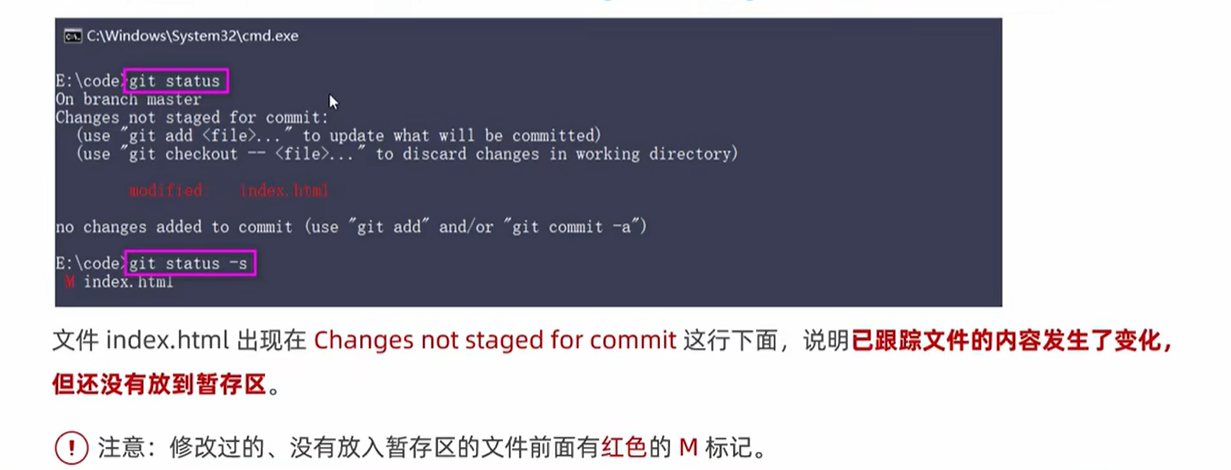 C:\Windows\System32\cmd.exe
E:\code>git status
On branch master
Changes not staged for commit:
(use "git add <file>..." to update what will be committed)
(use "git checkout -- <file>..." to discard changes in working directory)
modified: index.html
no changes added to commit (use "git add" and/or "git commit -a")
E:\code>git status -s
M index.html
文件 index.html 出现在 Changes not staged for commit 这行下面，说明已跟踪文件的内容发生了变化，
但还没有放到暂存区。
注意：修改过的、没有放入暂存区的文件前面有红色的 M 标记。